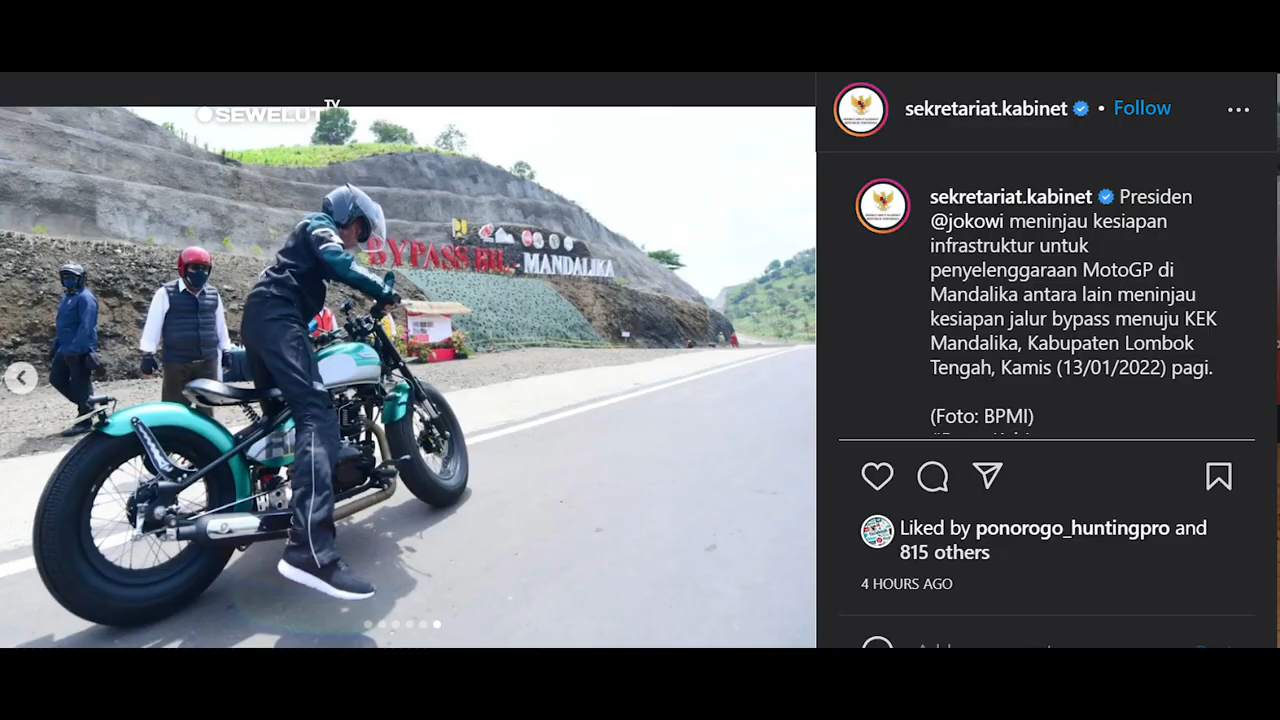 SEWELUT TV
BYPASS BIL - MANDALIKA
sekretariat.kabinet • Follow
sekretariat.kabinet Presiden
@jokowi meninjau kesiapan
infrastruktur untuk
penyelenggaraan MotoGP di
Mandalika antara lain meninjau
kesiapan jalur bypass menuju KEK
Mandalika, Kabupaten Lombok
Tengah, Kamis (13/01/2022) pagi.
(Foto: BPMI)
Liked by ponorogo_huntingpro and
815 others
4 HOURS AGO